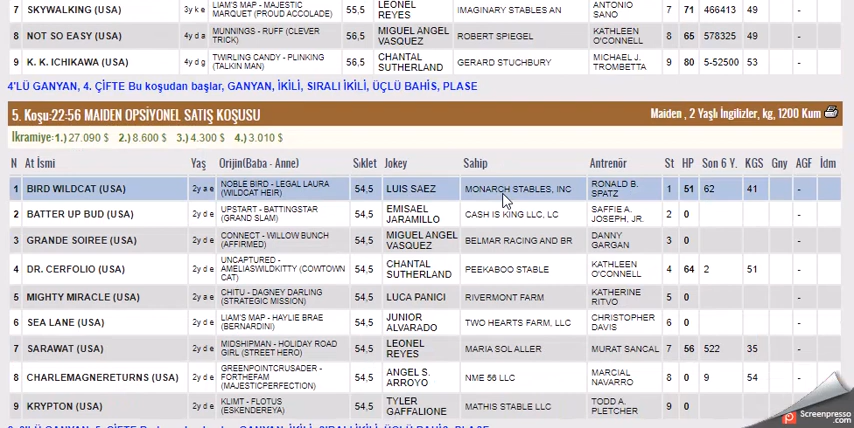 7 SKYWALKING (USA) 3y k e LIAM'S MAP - MAJESTIC MARQUET (PROUD ACCOLADE) 55,5 LEONEL REYES IMAGINARY STABLES AN ANTONIO SANO 7 71 466413 49
8 NOT SO EASY (USA) 4y d a MUNNINGS - RUFF (CLEVER TRICK) 56,5 MIGUEL ANGEL VASQUEZ ROBERT SPIEGEL KATHLEEN O'CONNELL 8 65 578325 49
9 K. K. ICHIKAWA (USA) 4y d g TWIRLING CANDY - PLINKING (TALKIN MAN) 56,5 CHANTAL SUTHERLAND GERARD STUCHBURY MICHAEL J. TROMBETTA 9 80 5-52500 53
4'LÜ GANYAN, 4. ÇİFTE Bu koşudan başlar, GANYAN, İKİLİ, SIRALI İKİLİ, ÜÇLÜ BAHİS, PLASE
5. Koşu:22:56 MAIDEN OPSİYONEL SATIŞ KOŞUSU Maiden , 2 Yaşlı İngilizler, kg, 1200 Kum
İkramiye:1.) 27.090 $ 2.) 8.600 $ 3.) 4.300 $ 4.) 3.010 $
N At İsmi Yaş Orijin(Baba - Anne) Sıklet Jokey Sahip Antrenör St HP Son 6 Y. KGS Gny AGF İdm
1 BIRD WILDCAT (USA) 2y a e NOBLE BIRD - LEGAL LAURA (WILDCAT HEIR) 54,5 LUIS SAEZ MONARCH STABLES, INC RONALD B. SPATZ 1 51 62 41 -
2 BATTER UP BUD (USA) 2y d e UPSTART - BATTINGSTAR (GRAND SLAM) 54,5 EMISAEL JARAMILLO CASH IS KING LLC, LC SAFFIE A. JOSEPH, JR. 2 0 -
3 GRANDE SOIREE (USA) 2y d e CONNECT - WILLOW BUNCH (AFFIRMED) 54,5 MIGUEL ANGEL VASQUEZ BELMAR RACING AND BR DANNY GARGAN 3 0 -
4 DR. CERFOLIO (USA) 2y d e UNCAPTURED - AMELIASWILDKITTY (COWTOWN CAT) 54,5 CHANTAL SUTHERLAND PEEKABOO STABLE KATHLEEN O'CONNELL 4 64 2 51 -
5 MIGHTY MIRACLE (USA) 2y a e CHITU - DAGNEY DARLING (STRATEGIC MISSION) 54,5 LUCA PANICI RIVERMONT FARM KATHERINE RITVO 5 0 -
6 SEA LANE (USA) 2y d e LIAM'S MAP - HAYLIE BRAE (BERNARDINI) 54,5 JUNIOR ALVARADO TWO HEARTS FARM, LLC CHRISTOPHER DAVIS 6 0 -
7 SARAWAT (USA) 2y d e MIDSHIPMAN - HOLIDAY ROAD GIRL (STREET HERO) 54,5 LEONEL REYES MARIA SOL ALLER MURAT SANCAL 7 56 522 35 -
8 CHARLEMAGNERETURNS (USA) 2y d e GREENPOINTCRUSADER - FORTHEFAM (MAJESTICPERFECTION) 54,5 ANGEL S. ARROYO NME 56 LLC MARCIAL NAVARRO 8 0 9 54 -
9 KRYPTON (USA) 2y d e KLIMT - FLOTUS (ESKENDEREYA) 54,5 TYLER GAFFALIONE MATHIS STABLE LLC TODD A. PLETCHER 9 0 -
Screenpresso.com